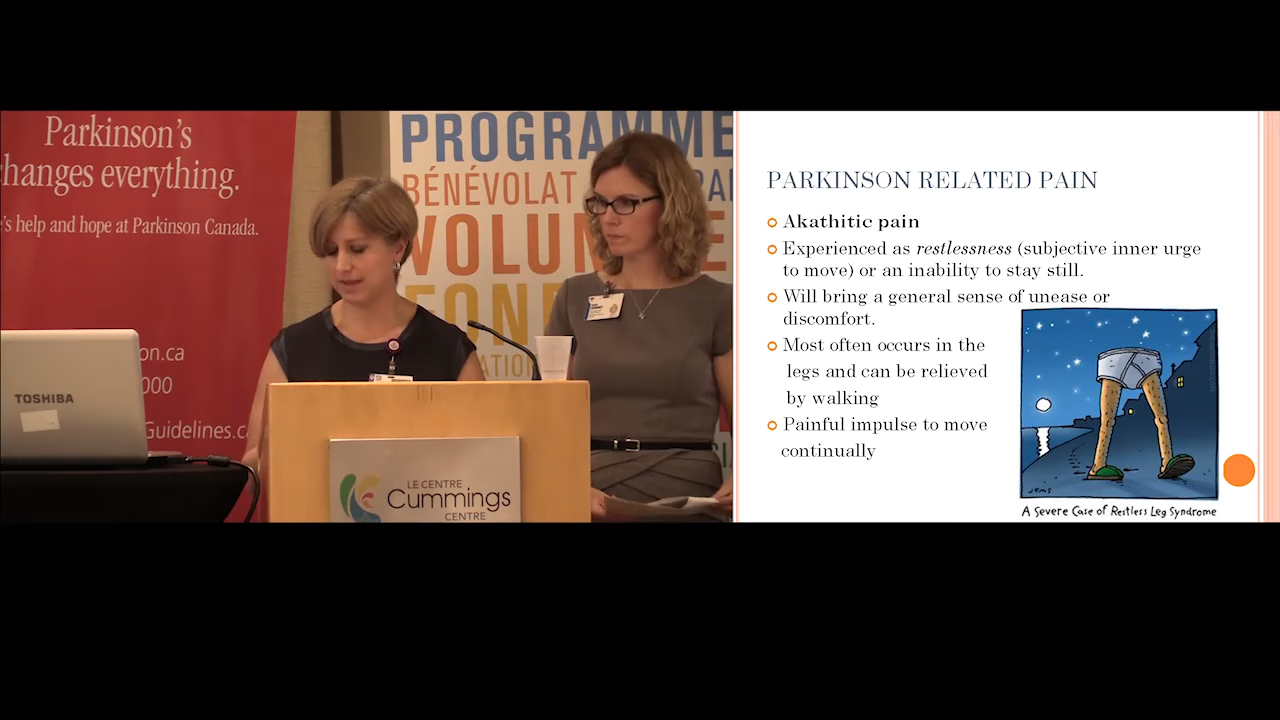 Parkinson's
changes everything.
's help and hope at Parkinson Canada.
on.ca
000
Guidelines.ca
TOSHIBA
PROGRAMME
BÉNÉVOLAT
VOLUN
FON
LE CENTRE
Cummings
CENTRE
PARKINSON RELATED PAIN
Akathitic pain
Experienced as restlessness (subjective inner urge
to move) or an inability to stay still.
Will bring a general sense of unease or
discomfort.
Most often occurs in the
legs and can be relieved
by walking
Painful impulse to move
continually
A Severe Case of Restless Leg Syndrome